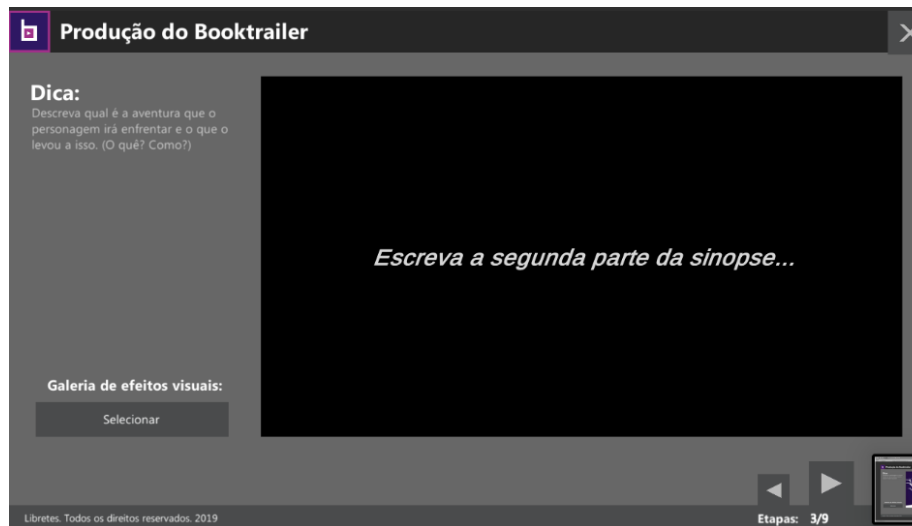 Produção do Booktrailer
Dica:
Descreva qual é a aventura que o
personagem irá enfrentar e o que o
levou a isso. (O quê? Como?)
Escreva a segunda parte da sinopse...
Galeria de efeitos visuais:
Selecionar
Libretes. Todos os direitos reservados. 2019
Etapas: 3/9